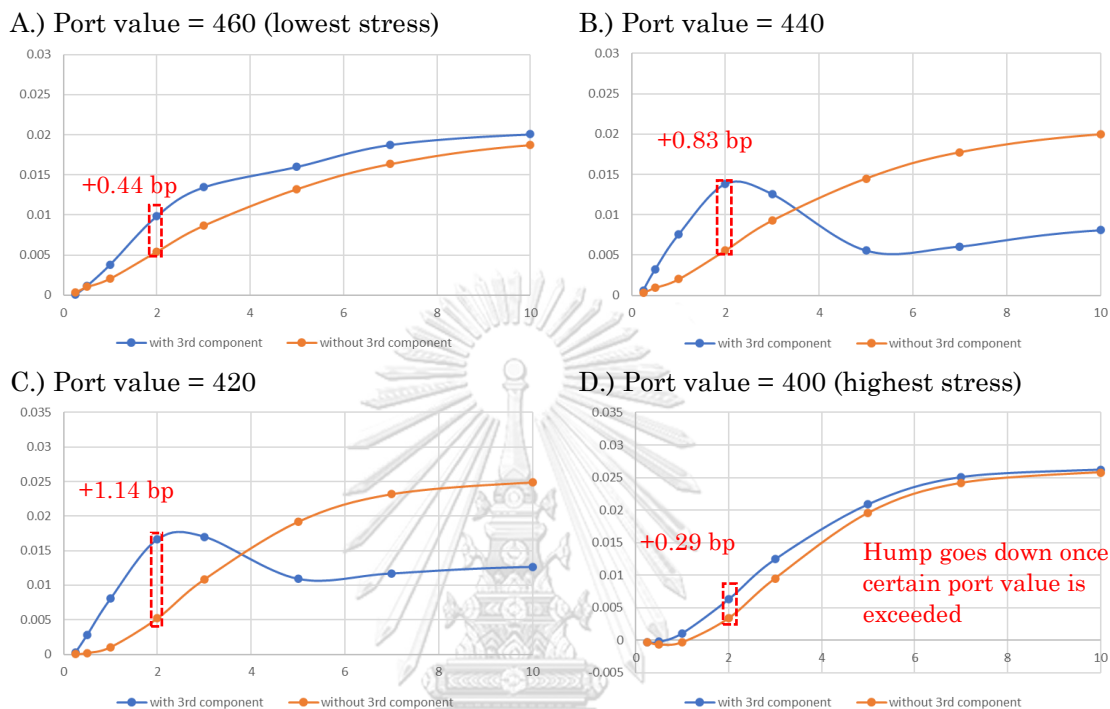 A.) Port value = 460 (lowest stress)
0.03
0.025
0.02
0.015
0.01
0.005
0
+0.44 bp
0 2 4 6 8 10
with 3rd component without 3rd component
B.) Port value = 440
0.03
0.025
0.02
0.015
0.01
0.005
0
+0.83 bp
0 2 4 6 8 10
with 3rd component without 3rd component
C.) Port value = 420
0.035
0.03
0.025
0.02
0.015
0.01
0.005
0
+1.14 bp
0 2 4 6 8 10
with 3rd component without 3rd component
D.) Port value = 400 (highest stress)
0.035
0.03
0.025
0.02
0.015
0.01
0.005
0
-0.005
+0.29 bp
Hump goes down once
certain port value is
exceeded
0 2 4 6 8 10
with 3rd component without 3rd component